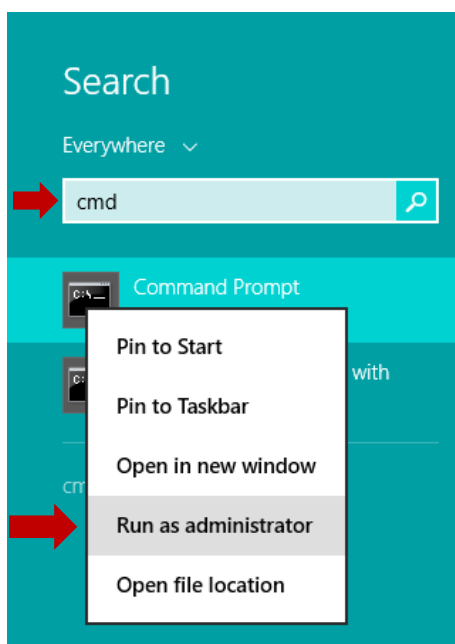 Search
Everywhere
cmd
Command Prompt
Pin to Start
with
Pin to Taskbar
Open in new window
cm
Run as administrator
Open file location